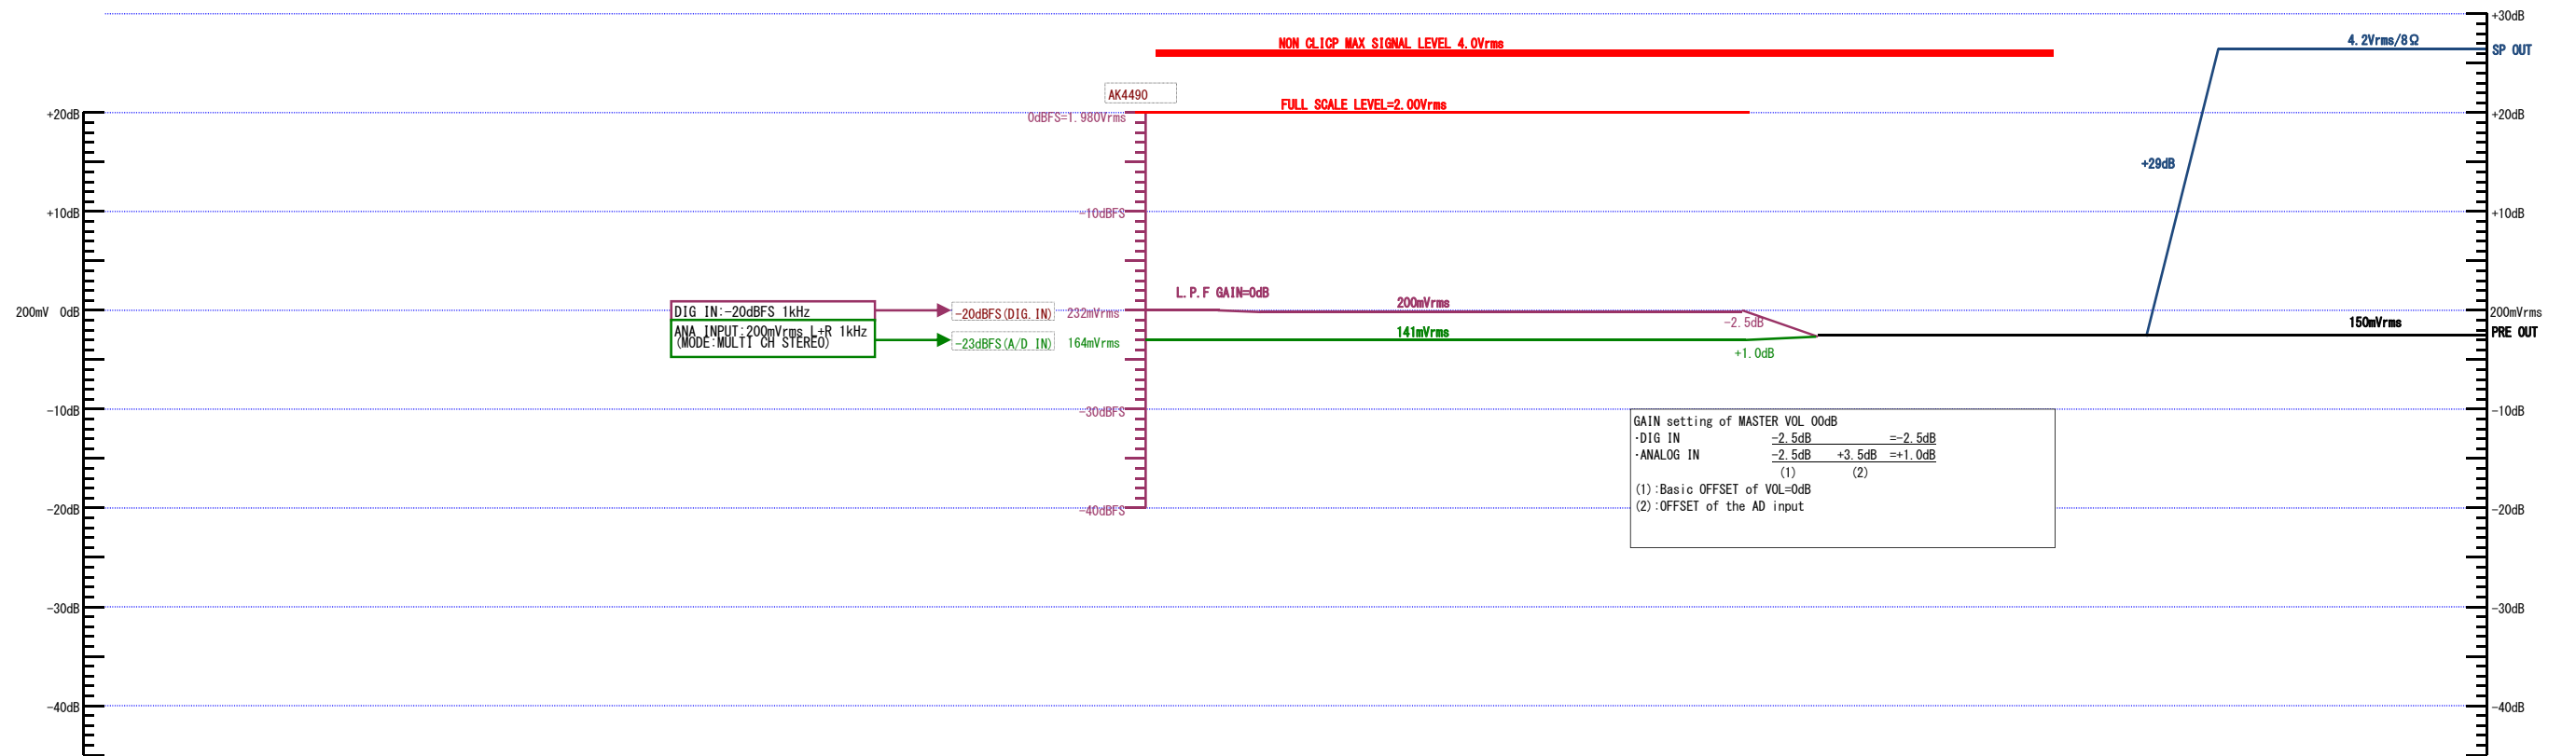 +30dB
NON CLICP MAX SIGNAL LEVEL 4.0Vrms
4.2Vrms/8Ω
SP OUT
AK4490
FULL SCALE LEVEL=2.00Vrms
+20dB
0dBFS=1.980Vrms
+20dB
+29dB
+10dB
-10dBFS
+10dB
L.P.F GAIN=0dB
200mV 0dB
DIG IN:-20dBFS 1kHz
-20dBFS(DIG.IN)
232mVrms
200mVrms
-2.5dB
200mVrms
150mVrms
ANA INPUT:200mVrms L+R 1kHz
(MODE:MULTI CH STEREO)
-23dBFS(A/D IN)
164mVrms
141mVrms
+1.0dB
PRE OUT
-10dB
-30dBFS
-10dB
GAIN setting of MASTER VOL 00dB
·DIG IN -2.5dB =-2.5dB
·ANALOG IN -2.5dB +3.5dB =+1.0dB
(1) (2)
(1):Basic OFFSET of VOL=0dB
(2):OFFSET of the AD input
-20dB
-40dBFS
-20dB
-30dB
-30dB
-40dB
-40dB